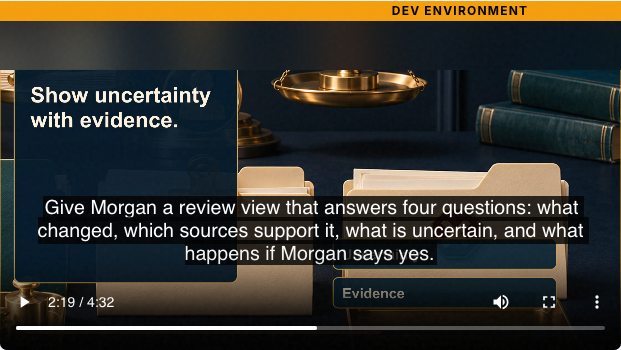 DEV ENVIRONMENT
Show uncertainty
with evidence.
Give Morgan a review view that answers four questions: what
changed, which sources support it, what is uncertain, and what
happens if Morgan says yes.
Evidence
2:19 / 4:32